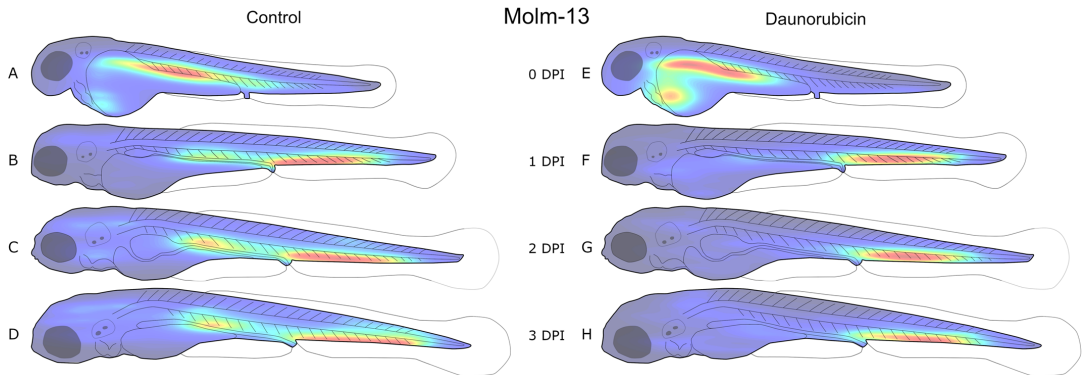 Control
Molm-13
Daunorubicin
A
0 DPI
E
B
1 DPI
F
C
2 DPI
G
D
3 DPI
H